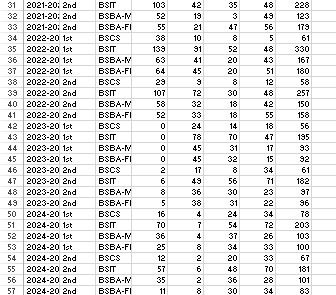 31 2021-20; 2nd BSIT 103 42 35 48 228
32 2021-20; 2nd BSBA-M 52 19 3 49 123
33 2021-20; 2nd BSBA-FI 55 21 47 56 179
34 2022-20 1st BSCS 38 10 8 5 61
35 2022-20 1st BSIT 139 91 52 48 330
36 2022-20 1st BSBA-M 63 41 20 43 167
37 2022-20 1st BSBA-FI 64 45 20 51 180
38 2022-20 2nd BSCS 29 9 8 12 58
39 2022-20 2nd BSIT 107 72 30 48 257
40 2022-20 2nd BSBA-M 58 32 18 42 150
41 2022-20 2nd BSBA-FI 52 33 18 55 158
42 2023-20 1st BSCS 0 24 14 18 56
43 2023-20 1st BSIT 0 78 70 47 195
44 2023-20 1st BSBA-M 0 45 31 17 93
45 2023-20 1st BSBA-FI 0 45 32 15 92
46 2023-20 2nd BSCS 2 17 8 34 61
47 2023-20 2nd BSIT 6 49 56 71 182
48 2023-20 2nd BSBA-M 8 36 30 23 97
49 2023-20 2nd BSBA-FI 5 38 31 22 96
50 2024-20 1st BSCS 16 4 24 34 78
51 2024-20 1st BSIT 70 7 54 72 203
52 2024-20 1st BSBA-M 36 4 37 26 103
53 2024-20 1st BSBA-FI 25 8 34 33 100
54 2024-20 2nd BSCS 12 2 20 33 67
55 2024-20 2nd BSIT 57 6 48 70 181
56 2024-20 2nd BSBA-M 35 2 36 28 101
57 2024-20 2nd BSBA-FI 11 8 30 34 83